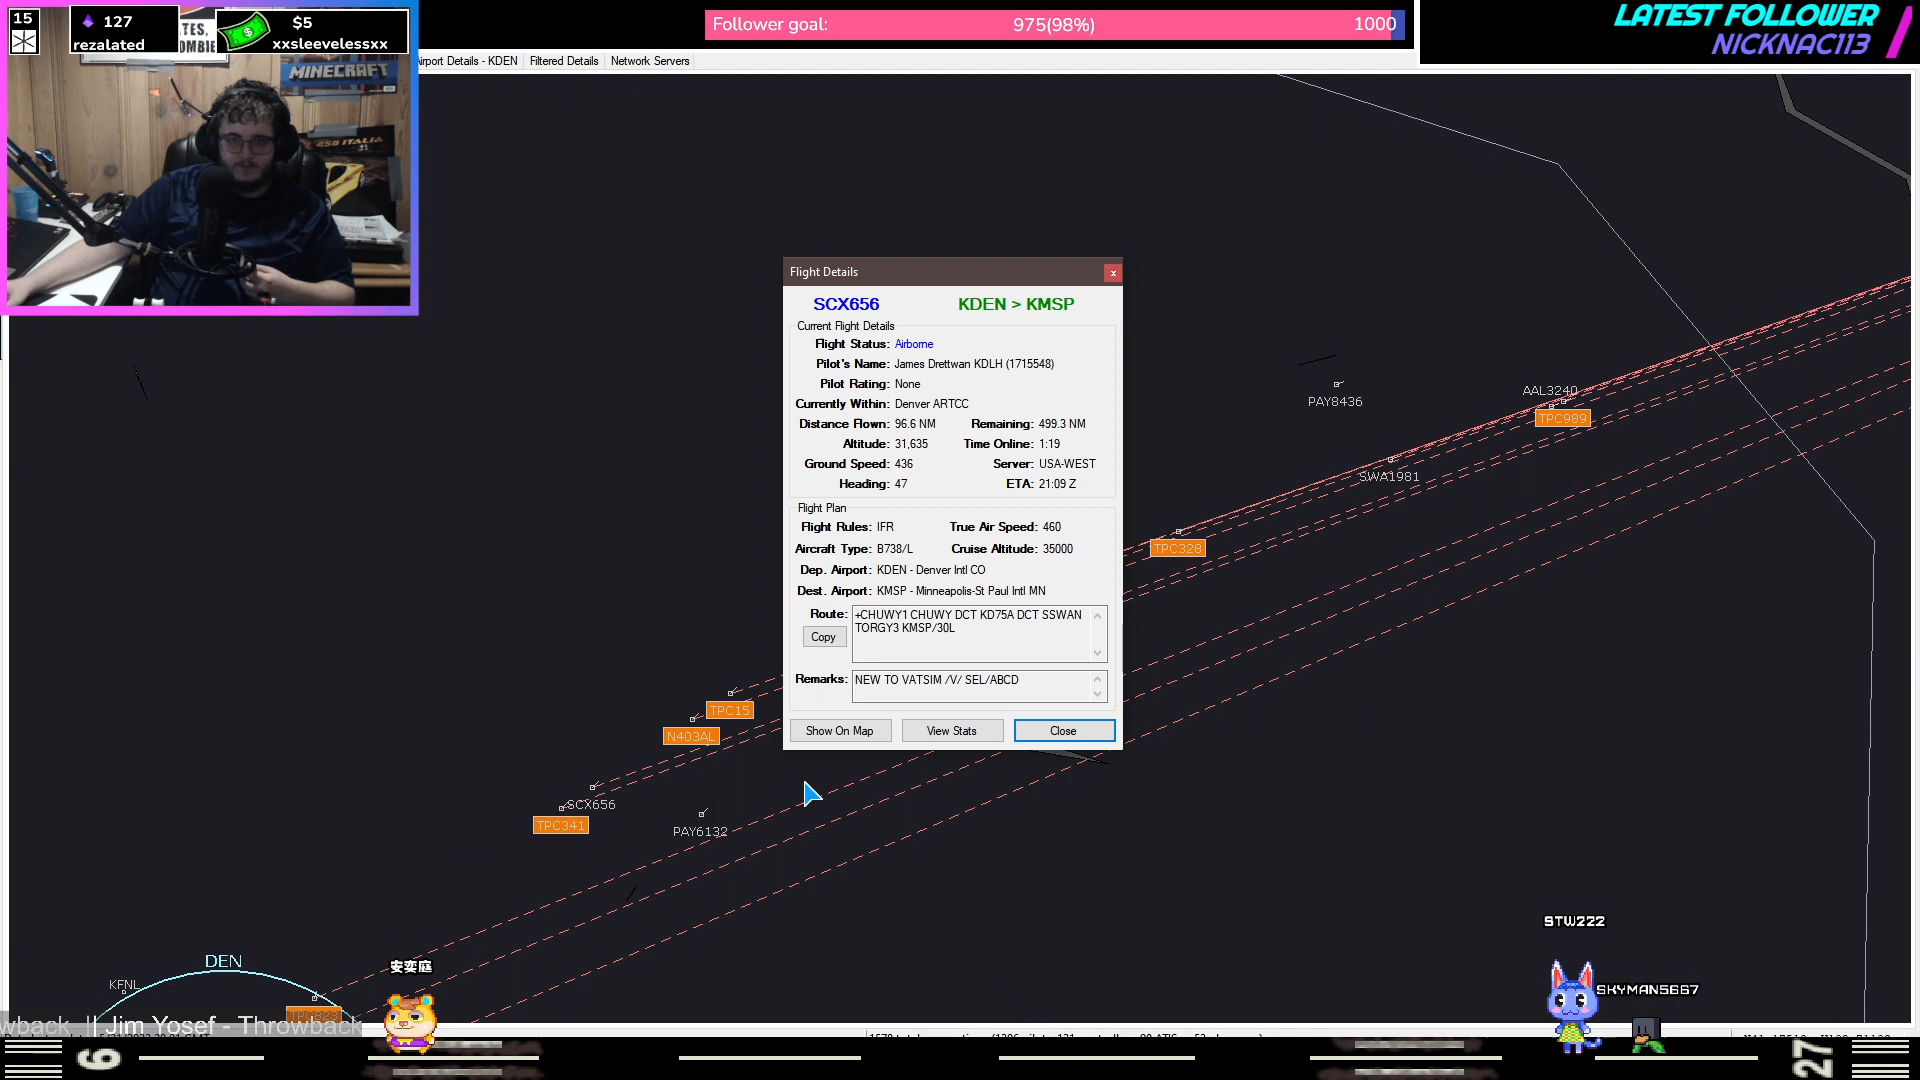 15
127
rezalated
TES,
OMBIE
$5
xxsleevelessxx
Follower goal:
975(98%)
1000
LATEST FOLLOWER
NICKNAC113
MINECRAFT
458 ITALIA
irport Details - KDEN
Filtered Details
Network Servers
Flight Details
x
SCX656
KDEN > KMSP
Current Flight Details
Flight Status: Airborne
Pilot's Name: James Drettwan KDLH (1715548)
Pilot Rating: None
Currently Within: Denver ARTCC
Distance Flown: 96.6 NM
Remaining: 499.3 NM
Altitude: 31,635
Time Online: 1:19
Ground Speed: 436
Server: USA-WEST
Heading: 47
ETA: 21:09 Z
Flight Plan
Flight Rules: IFR
True Air Speed: 460
Aircraft Type: B738/L
Cruise Altitude: 35000
Dep. Airport: KDEN - Denver Intl CO
Dest. Airport: KMSP - Minneapolis-St Paul Intl MN
Route:
+CHUWY1 CHUWY DCT KD75A DCT SSWAN
TORGY3 KMSP/30L
Copy
Remarks: NEW TO VATSIM /V/ SEL/ABCD
Show On Map
View Stats
Close
PAY8436
AAL3240
TPC989
SWA1981
TPC328
TPC15
N403AL
SCX656
TPC341
PAY6132
DEN
KFNL
安奕庭
STW222
SKYMAN5667
wback || Jim Yosef - Throwback
9
27